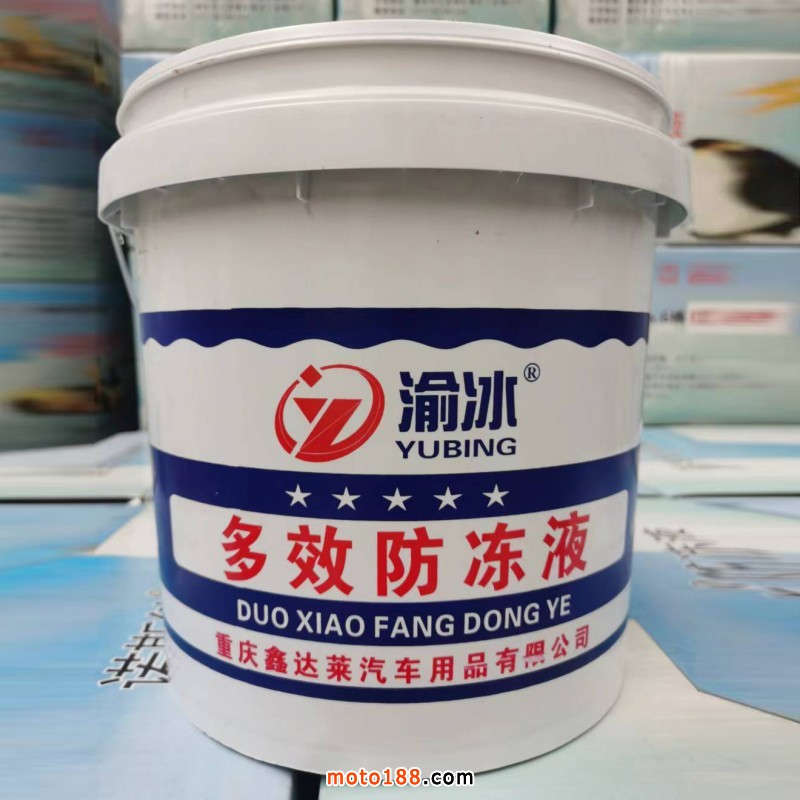 渝冰®
YUBING
多效防冻液
DUO XIAO FANG DONG YE
重庆鑫达莱汽车用品有限公司
moto188.com